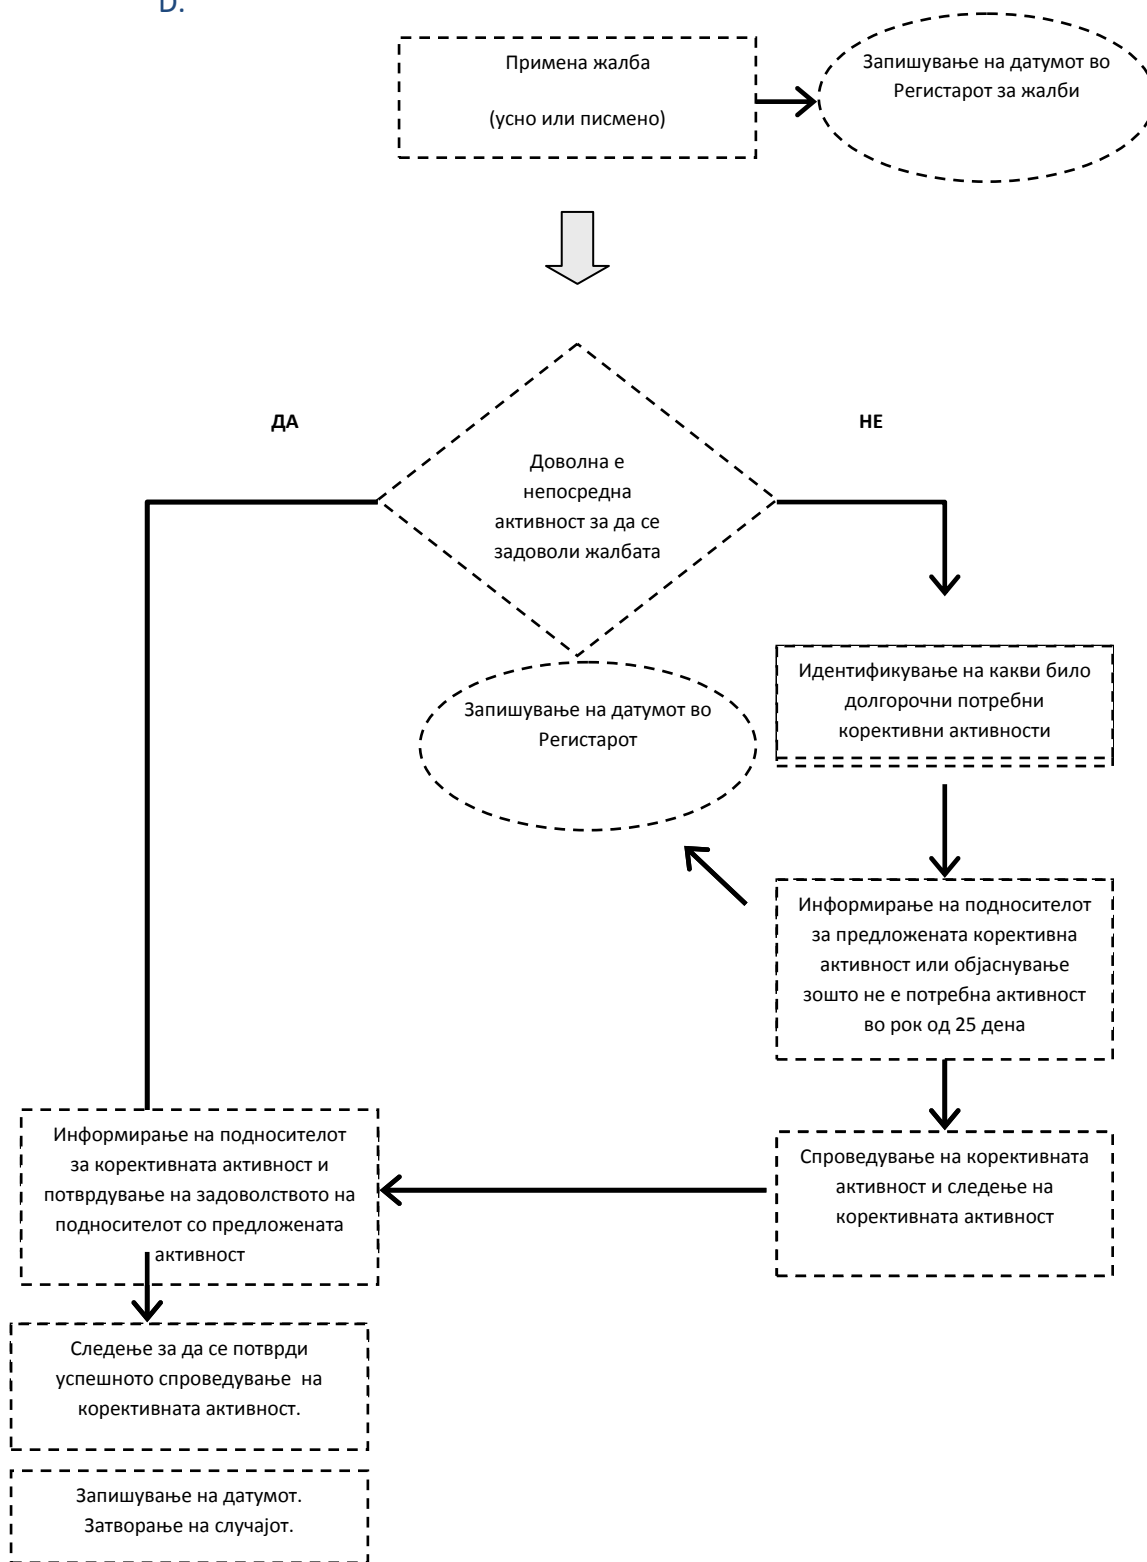 D.
Примена жалба
(усно или писмено)
Запишување на датумот во
Регистарот за жалби
ДА
НЕ
Доволна е
непосредна
активност за да се
задоволи жалбата
Идентификување на какви било
долгорочни потребни
корективни активности
Запишување на датумот во
Регистарот
Информирање на подносителот
за предложената корективна
активност или објаснување
зошто не е потребна активност
во рок од 25 дена
Информирање на подносителот
за корективната активност и
потврдување на задоволството на
подносителот со предложената
активност
Спроведување на корективната
активност и следење на
корективната активност
Следење за да се потврди
успешното спроведување  на
корективната активност.
Запишување на датумот.
Затворање на случајот.